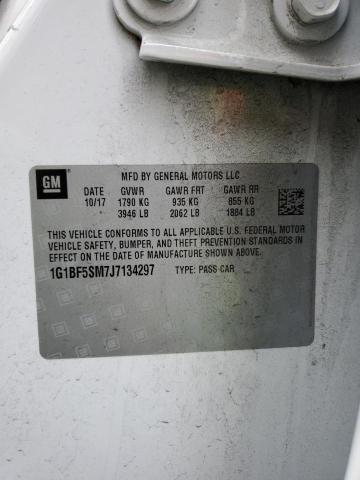 GM
MFD BY GENERAL MOTORS LLC
DATE GVWR GAWR FRT GAWR RR
10/17 1790 KG 935 KG 855 KG
3946 LB 2062 LB 1884 LB
THIS VEHICLE CONFORMS TO ALL APPLICABLE U.S. FEDERAL MOTOR
VEHICLE SAFETY, BUMPER, AND THEFT PREVENTION STANDARDS IN
EFFECT ON THE DATE OF MANUFACTURE SHOWN ABOVE.
1G1BF5SM7J7134297 TYPE: PASS CAR